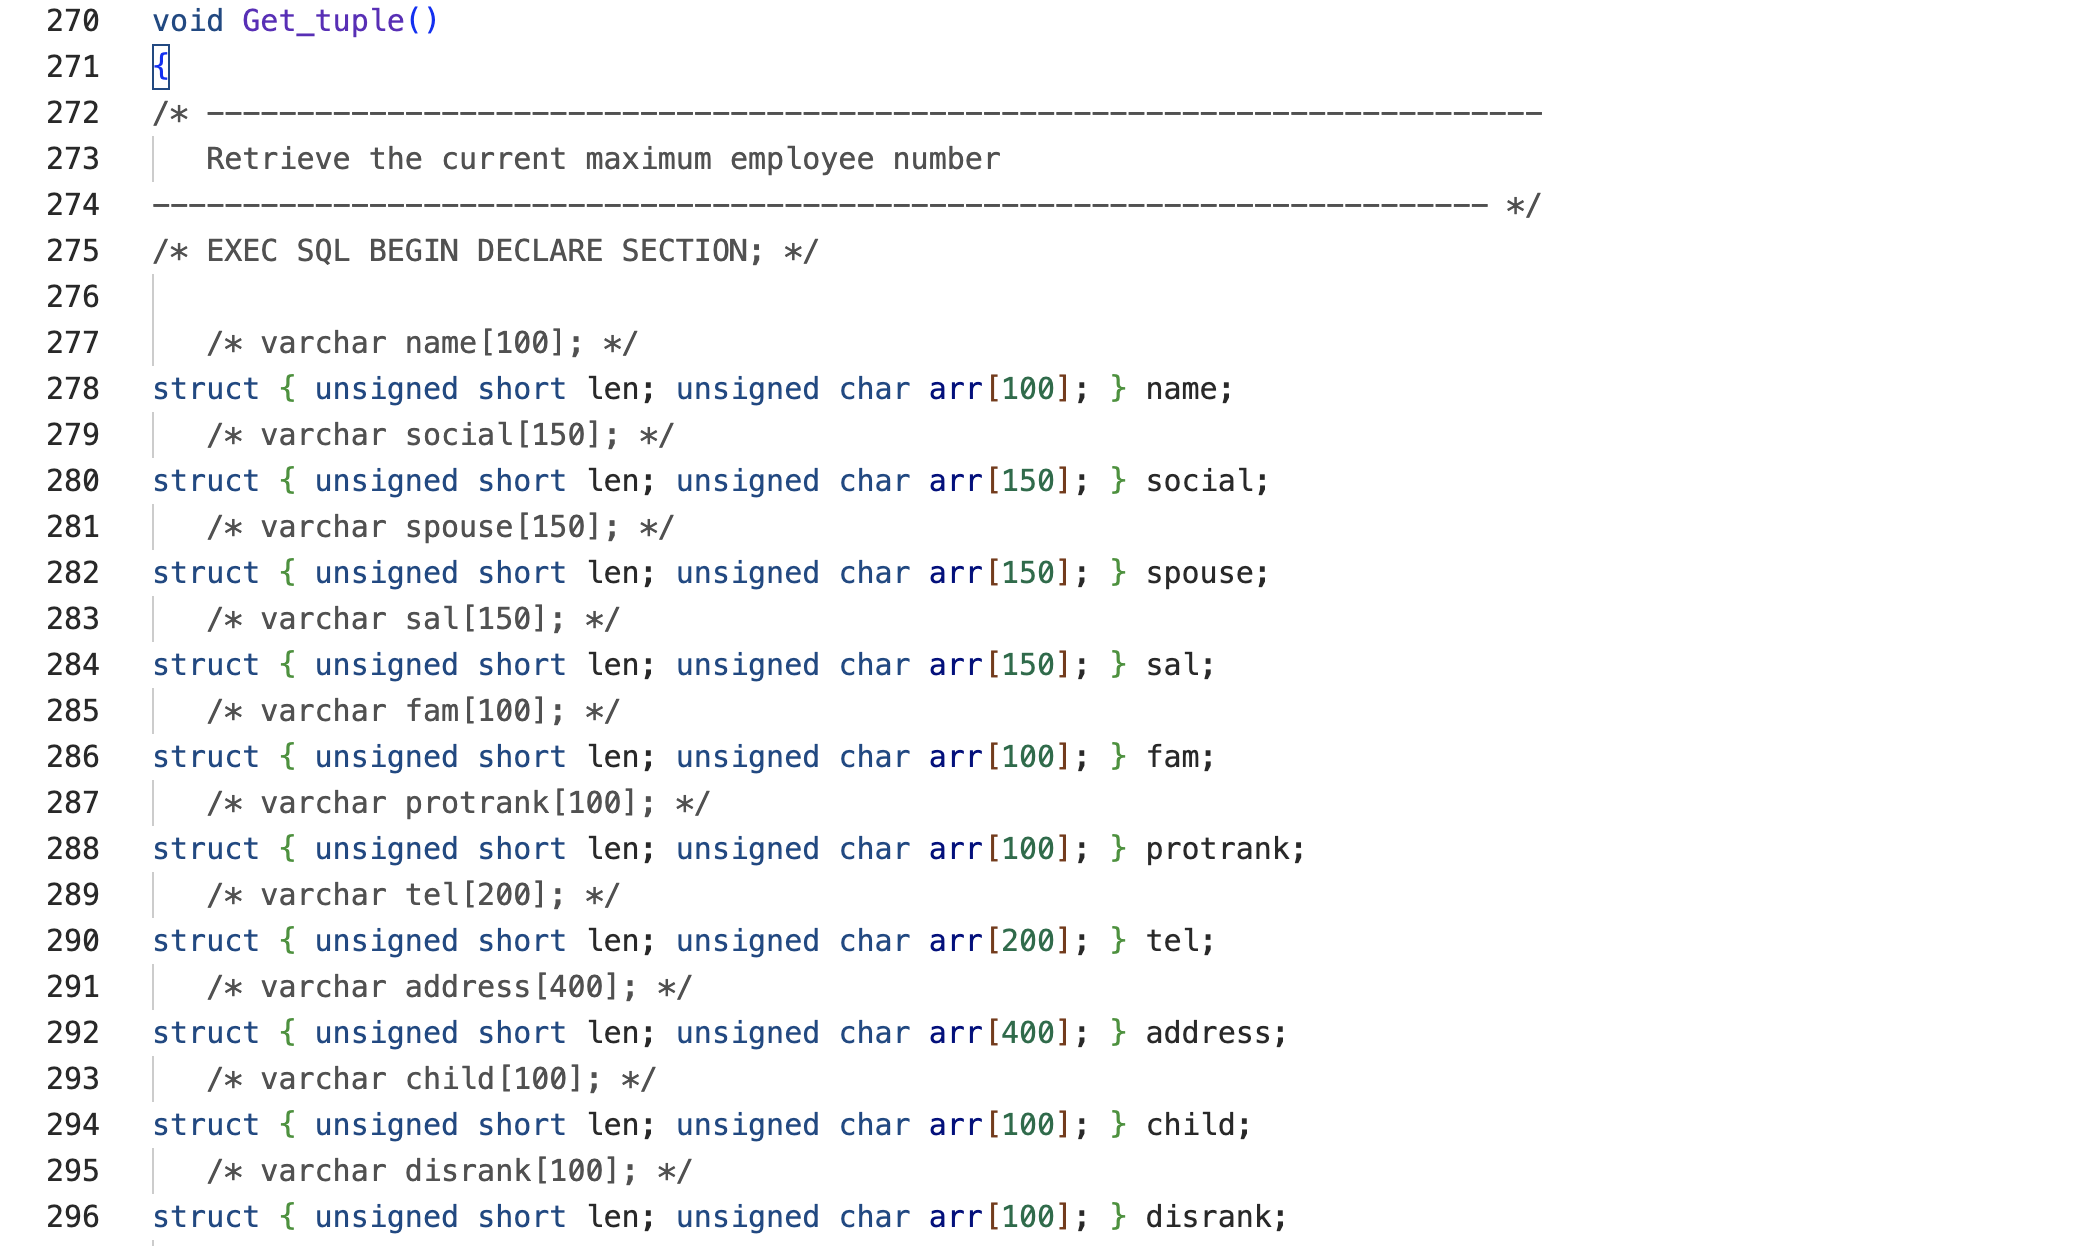 270 void Get_tuple()
271 {
272 /* --------------------------------------------------------------------------
273 Retrieve the current maximum employee number
274 -------------------------------------------------------------------------- */
275 /* EXEC SQL BEGIN DECLARE SECTION; */
276
277 /* varchar name[100]; */
278 struct { unsigned short len; unsigned char arr[100]; } name;
279 /* varchar social[150]; */
280 struct { unsigned short len; unsigned char arr[150]; } social;
281 /* varchar spouse[150]; */
282 struct { unsigned short len; unsigned char arr[150]; } spouse;
283 /* varchar sal[150]; */
284 struct { unsigned short len; unsigned char arr[150]; } sal;
285 /* varchar fam[100]; */
286 struct { unsigned short len; unsigned char arr[100]; } fam;
287 /* varchar protrank[100]; */
288 struct { unsigned short len; unsigned char arr[100]; } protrank;
289 /* varchar tel[200]; */
290 struct { unsigned short len; unsigned char arr[200]; } tel;
291 /* varchar address[400]; */
292 struct { unsigned short len; unsigned char arr[400]; } address;
293 /* varchar child[100]; */
294 struct { unsigned short len; unsigned char arr[100]; } child;
295 /* varchar disrank[100]; */
296 struct { unsigned short len; unsigned char arr[100]; } disrank;